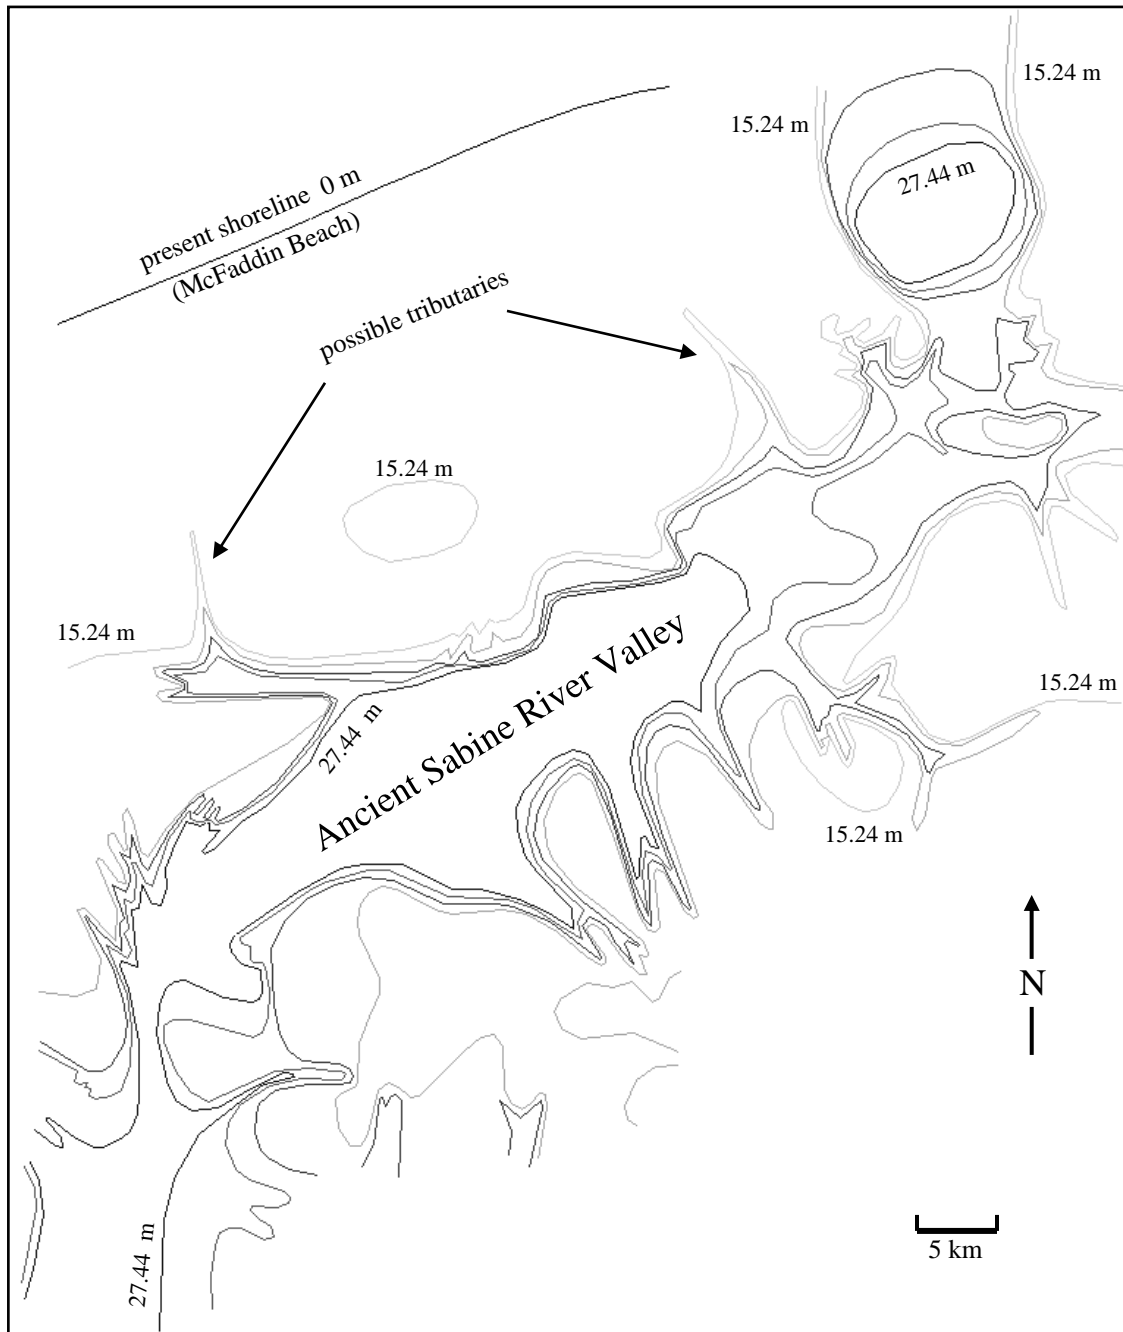 15.24 m
15.24 m
27.44 m
present shoreline 0 m
(McFaddin Beach)
possible tributaries
15.24 m
15.24 m
15.24 m
27.44 m
Ancient Sabine River Valley
15.24 m
N
27.44 m
5 km